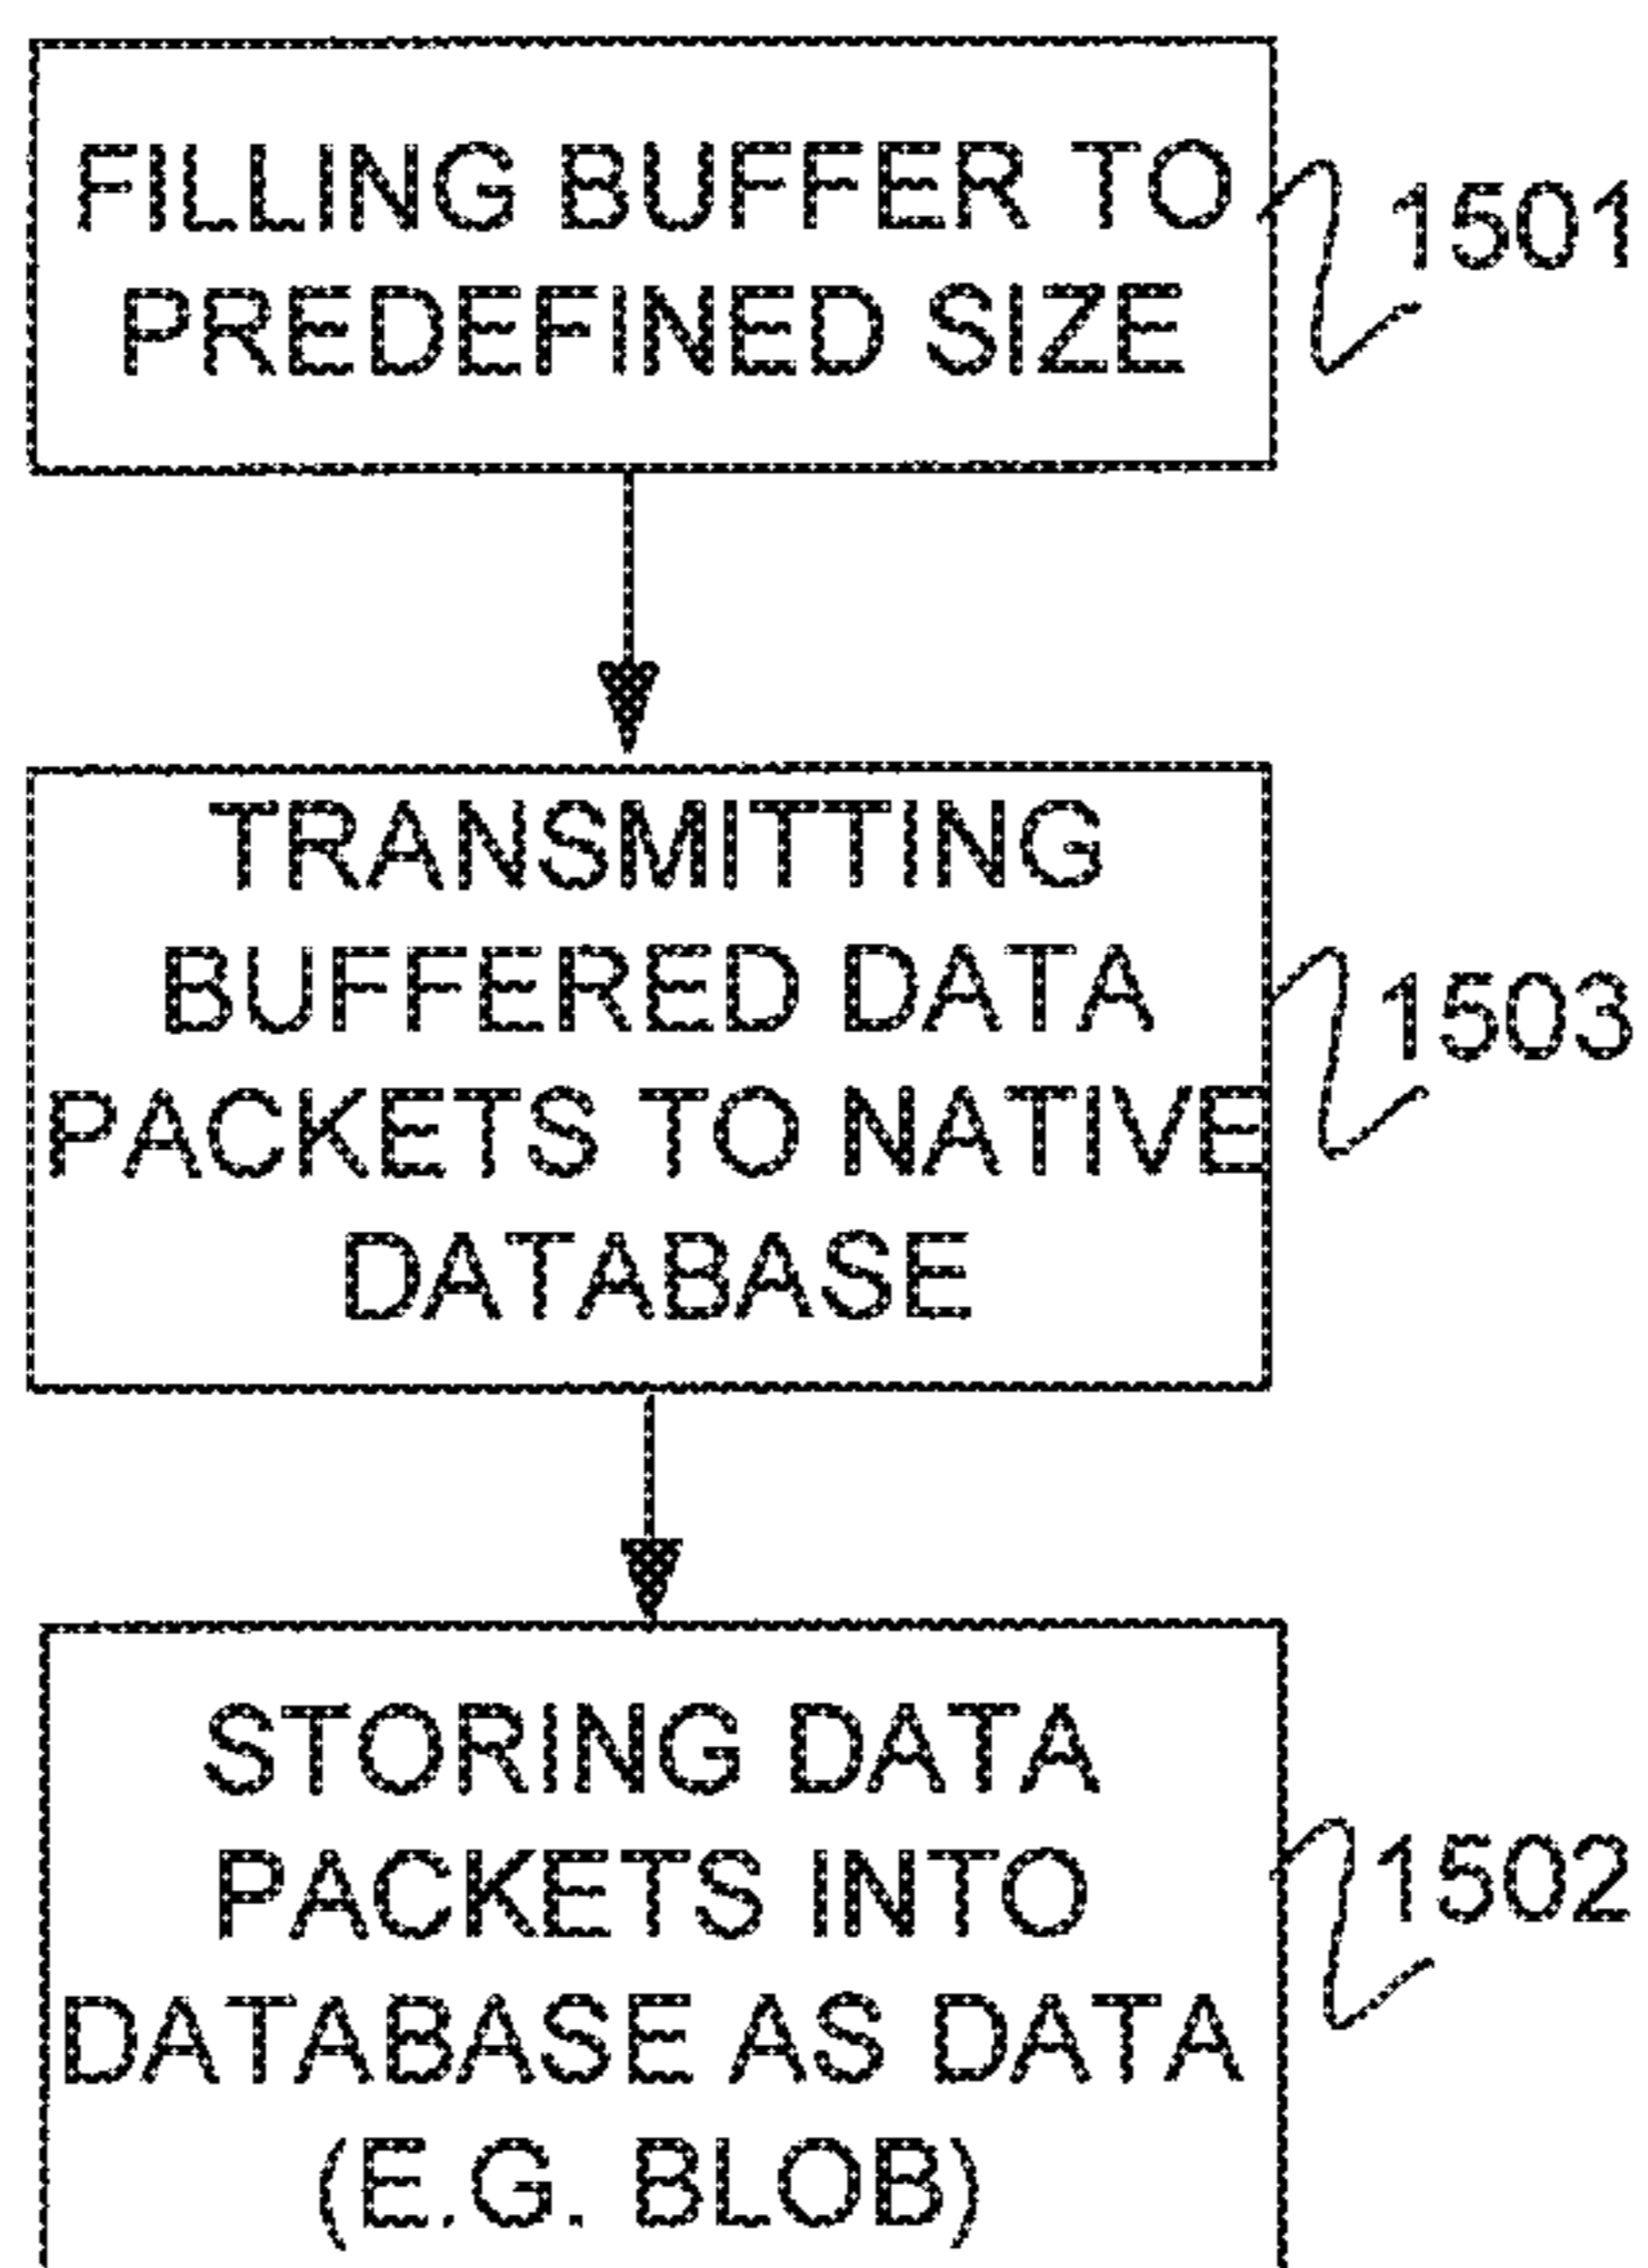 FILLING BUFFER TO
PREDEFINED SIZE
1501
TRANSMITTING
BUFFERED DATA
PACKETS TO NATIVE
DATABASE
1503
STORING DATA
PACKETS INTO
DATABASE AS DATA
(E.G. BLOB)
1502